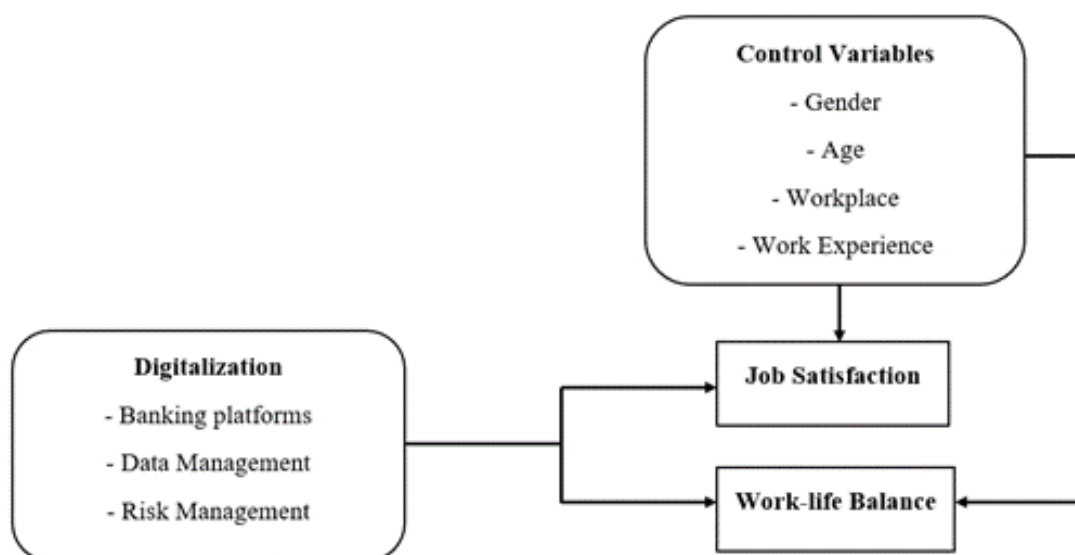 Control Variables
- Gender
- Age
- Workplace
- Work Experience
Digitalization
- Banking platforms
- Data Management
- Risk Management
Job Satisfaction
Work-life Balance